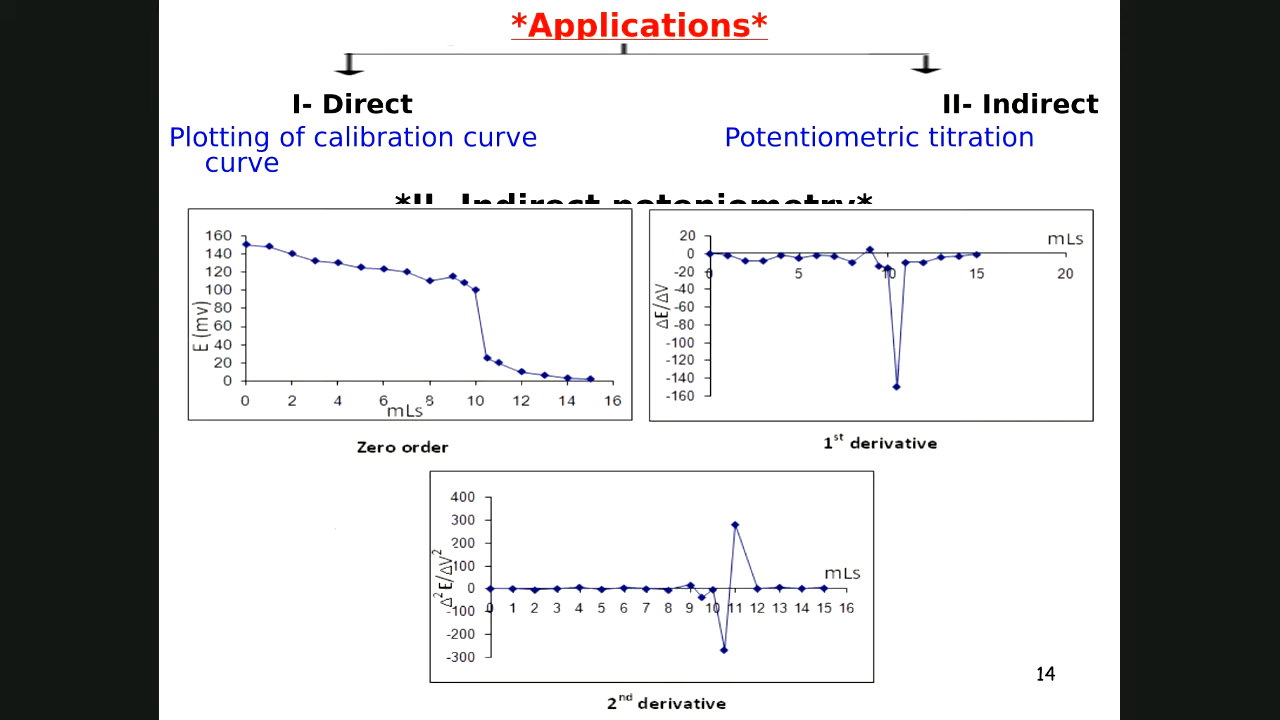 *Applications*
I- Direct
II- Indirect
Plotting of calibration curve
curve
Potentiometric titration
*II- Indirect poteniometry*
160
140
120
100
80
60
40
20
0
E (mv)
0 2 4 6 8 10 12 14 16
mLs
Zero order
20
0
-20
-40
-60
-80
-100
-120
-140
-160
ΔE/ΔV
mLs
0 5 10 15 20
1st derivative
400
300
200
100
0
-100
-200
-300
Δ²E/ΔV²
mLs
0 1 2 3 4 5 6 7 8 9 10 11 12 13 14 15 16
2nd derivative
14